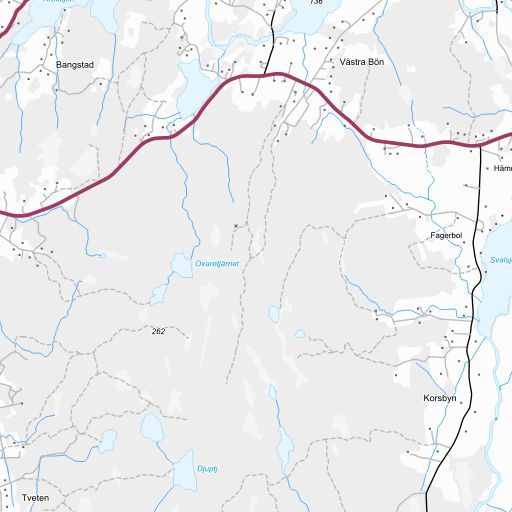 736
Bangstad
Västra Bön
Häm
Fagerbol
Oxaretjärnet
Svalsj
262
Korsbyn
Djuptj
Tveten